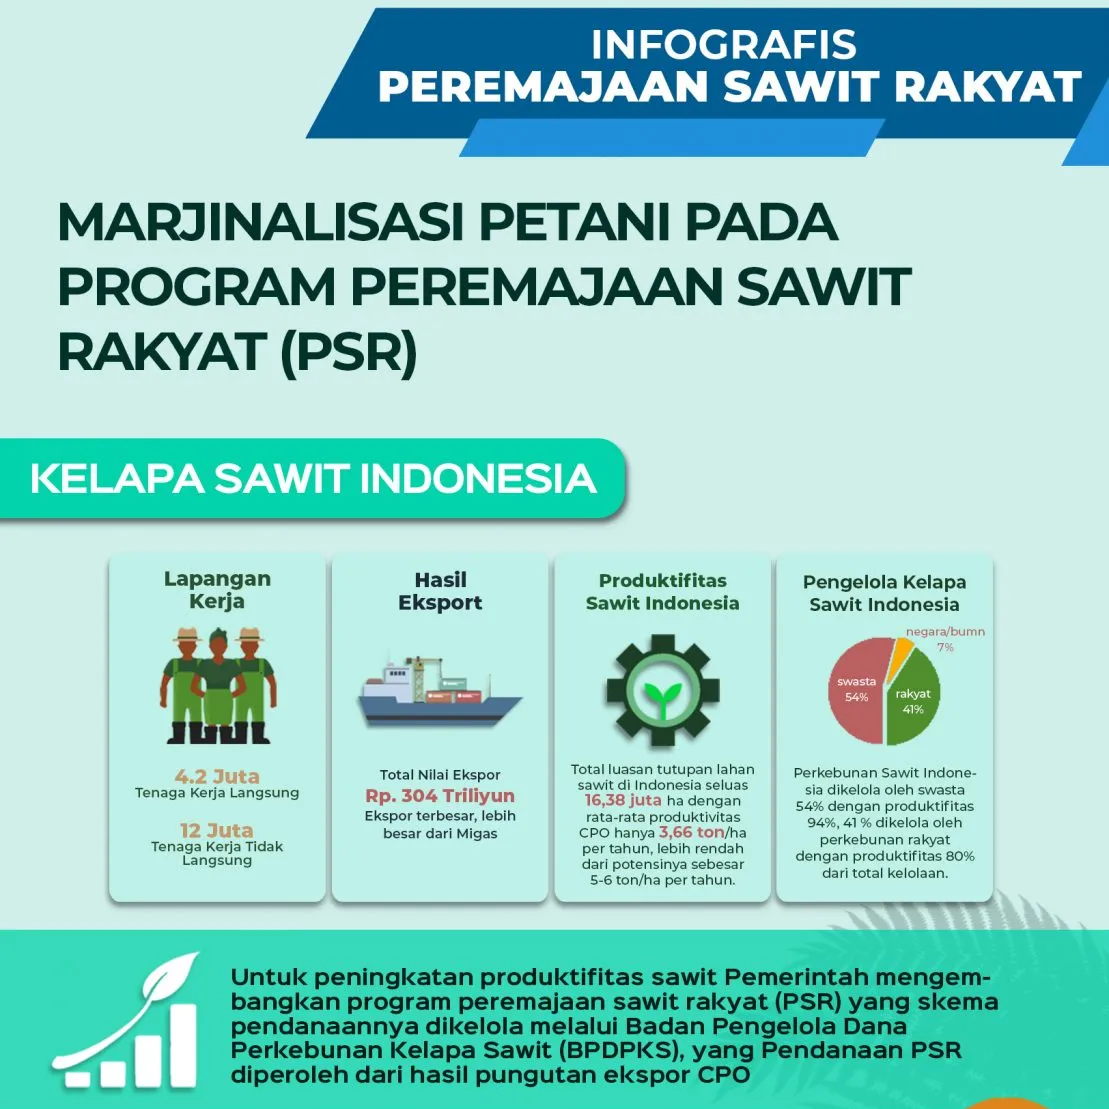 INFOGRAFIS
PEREMAJAAN SAWIT RAKYAT
MARJINALISASI PETANI PADA
PROGRAM PEREMAJAAN SAWIT
RAKYAT (PSR)
KELAPA SAWIT INDONESIA
Lapangan
Kerja
4.2 Juta
Tenaga Kerja Langsung
12 Juta
Tenaga Kerja Tidak
Langsung
Hasil
Eksport
Total Nilai Ekspor
Rp. 304 Triliyun
Ekspor terbesar, lebih
besar dari Migas
Produktifitas
Sawit Indonesia
Total luasan tutupan lahan
sawit di Indonesia seluas
16,38 juta ha dengan
rata-rata produktivitas
CPO hanya 3,66 ton/ha
per tahun, lebih rendah
dari potensinya sebesar
5-6 ton/ha per tahun.
Pengelola Kelapa
Sawit Indonesia
negara/bumn
7%
swasta
54%
rakyat
41%
Perkebunan Sawit Indone-
sia dikelola oleh swasta
54% dengan produktifitas
94%, 41 % dikelola oleh
perkebunan rakyat
dengan produktifitas 80%
dari total kelolaan.
Untuk peningkatan produktifitas sawit Pemerintah mengem-
bangkan program peremajaan sawit rakyat (PSR) yang skema
pendanaannya dikelola melalui Badan Pengelola Dana
Perkebunan Kelapa Sawit (BPDPKS), yang Pendanaan PSR
diperoleh dari hasil pungutan ekspor CPO